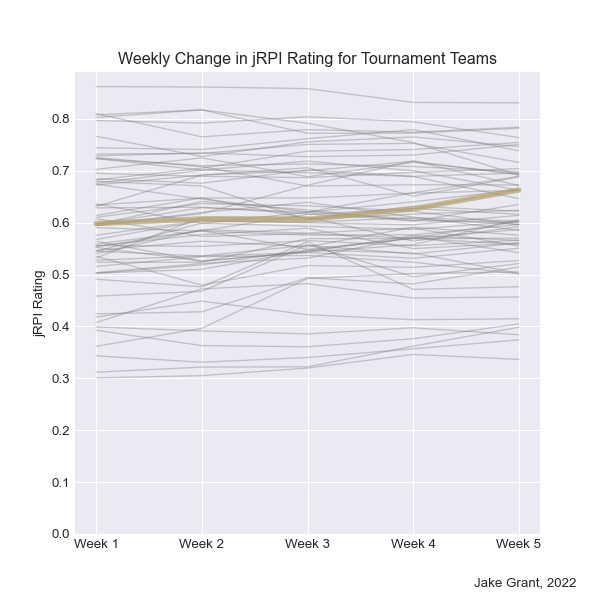 Weekly Change in jRPI Rating for Tournament Teams
jRPI Rating
0.8
0.7
0.6
0.5
0.4
0.3
0.2
0.1
0.0
Week 1 Week 2 Week 3 Week 4 Week 5
Jake Grant, 2022